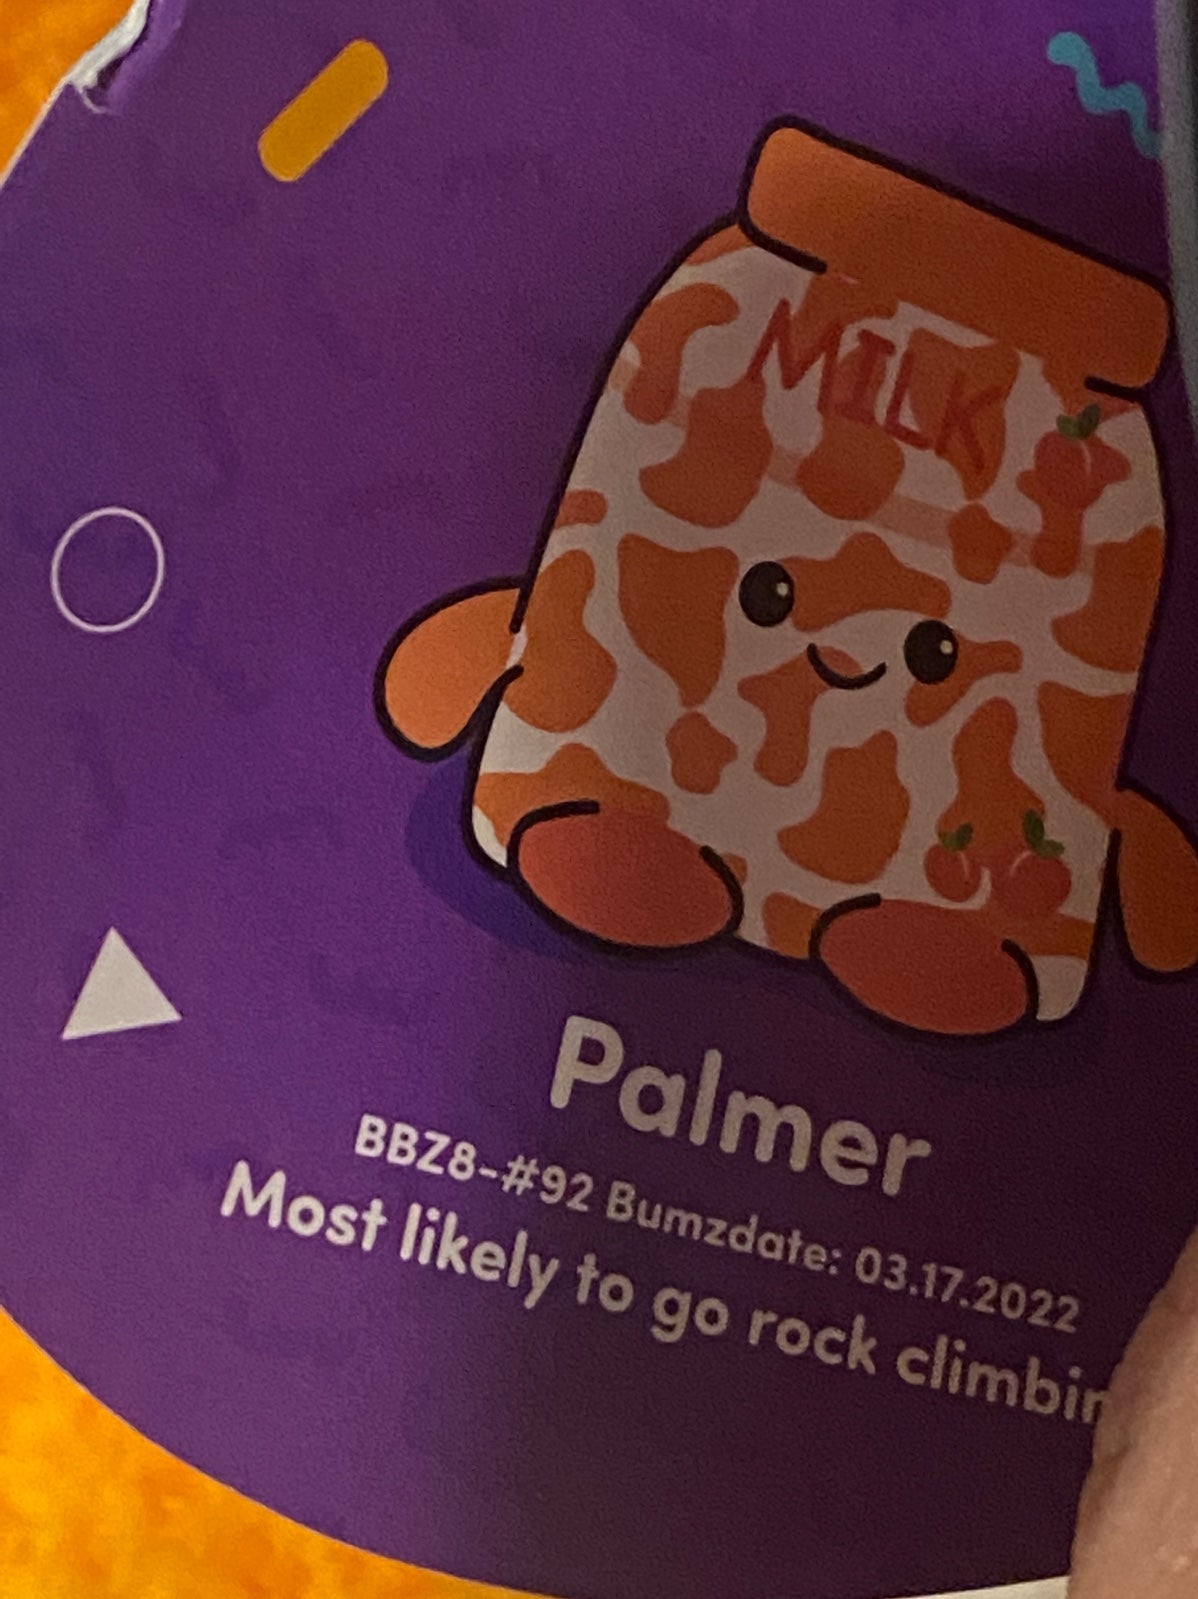 MILK
Palmer
BBZ8-#92 Bumzdate: 03.17.2022
Most likely to go rock